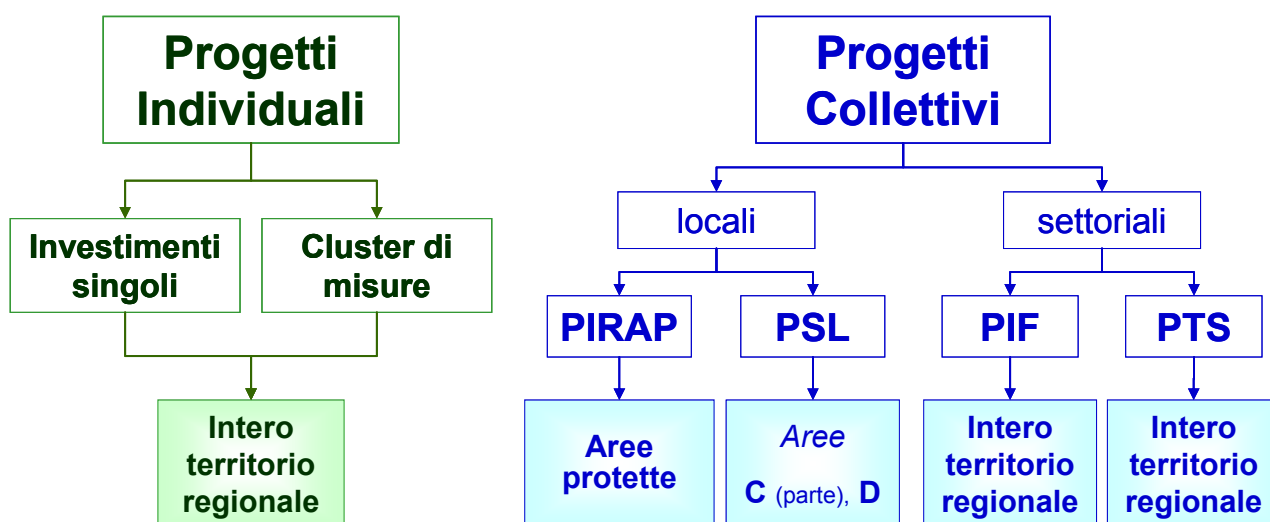 Progetti
Individuali
Progetti
Collettivi
locali
settoriali
Investimenti
singoli
Cluster di
misure
PIRAP
PSL
PIF
PTS
Intero
territorio
regionale
Aree
protette
Aree
C (parte), D
Intero
territorio
regionale
Intero
territorio
regionale